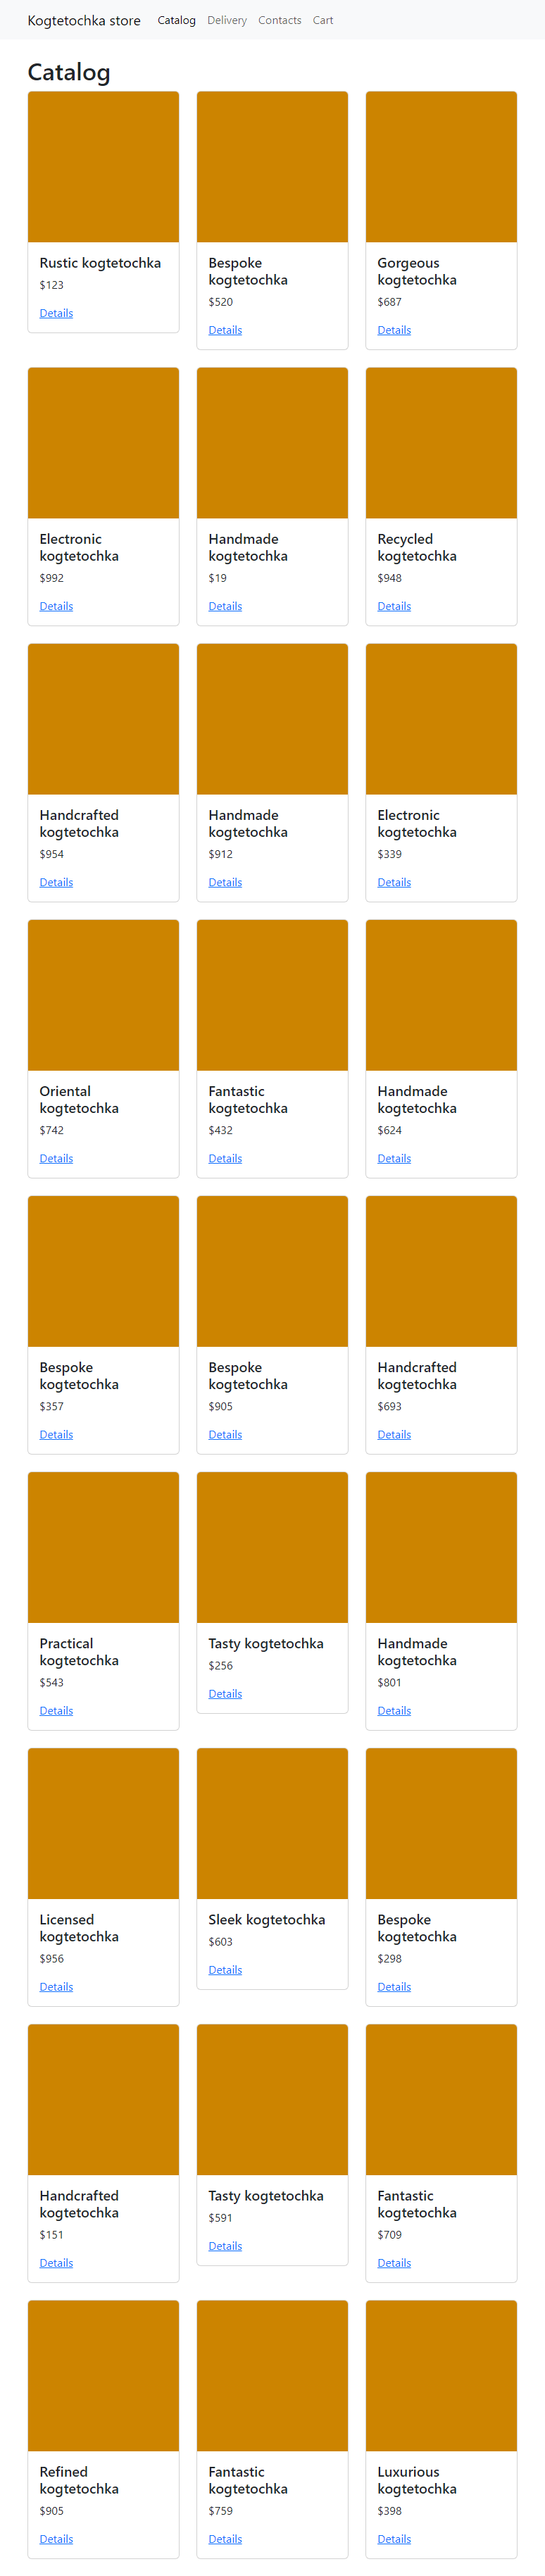 Kogtetochka store Catalog Delivery Contacts Cart
Catalog
Rustic kogtetochka
$123
Details
Bespoke
kogtetochka
$520
Details
Gorgeous
kogtetochka
$687
Details
Electronic
kogtetochka
$992
Details
Handmade
kogtetochka
$19
Details
Recycled
kogtetochka
$948
Details
Handcrafted
kogtetochka
$954
Details
Handmade
kogtetochka
$912
Details
Electronic
kogtetochka
$339
Details
Oriental
kogtetochka
$742
Details
Fantastic
kogtetochka
$432
Details
Handmade
kogtetochka
$624
Details
Bespoke
kogtetochka
$357
Details
Bespoke
kogtetochka
$905
Details
Handcrafted
kogtetochka
$693
Details
Practical
kogtetochka
$543
Details
Tasty kogtetochka
$256
Details
Handmade
kogtetochka
$801
Details
Licensed
kogtetochka
$956
Details
Sleek kogtetochka
$603
Details
Bespoke
kogtetochka
$298
Details
Handcrafted
kogtetochka
$151
Details
Tasty kogtetochka
$591
Details
Fantastic
kogtetochka
$709
Details
Refined
kogtetochka
$905
Details
Fantastic
kogtetochka
$759
Details
Luxurious
kogtetochka
$398
Details